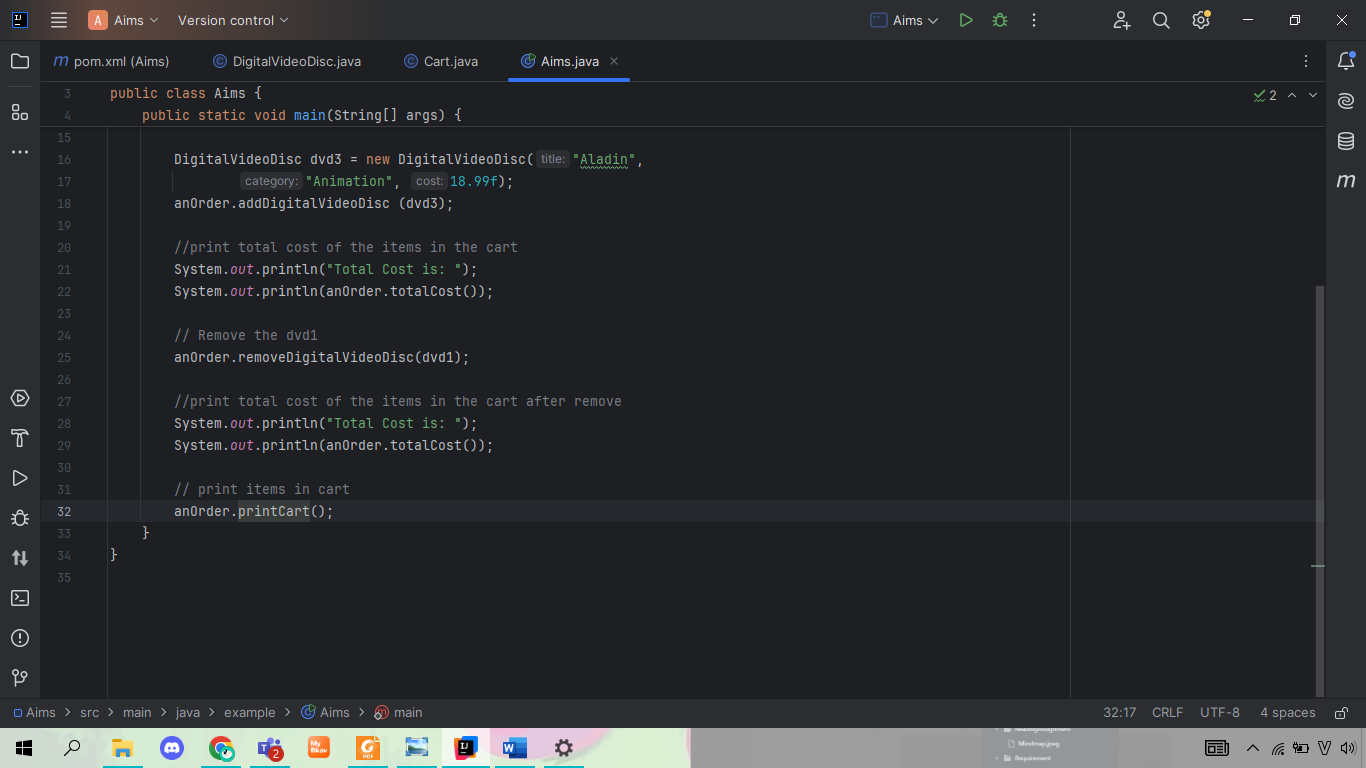 A Aims Version control Aims
pom.xml (Aims) DigitalVideoDisc.java Cart.java Aims.java
3 public class Aims { 2
4 public static void main(String[] args) {
15
16 DigitalVideoDisc dvd3 = new DigitalVideoDisc( title: "Aladin",
17 category: "Animation", cost: 18.99f);
18 anOrder.addDigitalVideoDisc (dvd3);
19
20 //print total cost of the items in the cart
21 System.out.println("Total Cost is: ");
22 System.out.println(anOrder.totalCost());
23
24 // Remove the dvd1
25 anOrder.removeDigitalVideoDisc(dvd1);
26
27 //print total cost of the items in the cart after remove
28 System.out.println("Total Cost is: ");
29 System.out.println(anOrder.totalCost());
30
31 // print items in cart
32 anOrder.printCart();
33 }
34 }
35
Aims > src > main > java > example > Aims > main 32:17 CRLF UTF-8 4 spaces
2
Mindmap.jpeg
Requirement